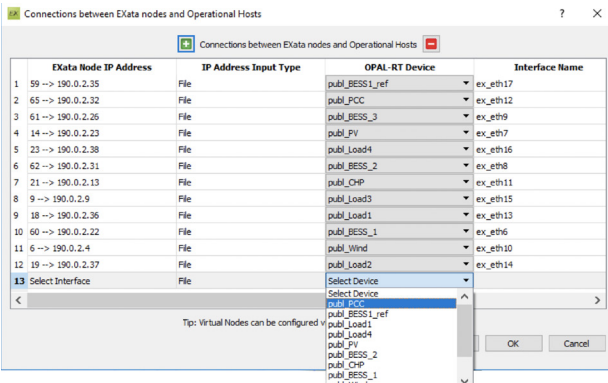 Connections between EXata nodes and Operational Hosts ? X
Connections between EXata nodes and Operational Hosts
EXata Node IP Address IP Address Input Type OPAL-RT Device Interface Name
1 59 --> 190.0.2.35 File publ_BESS1_ref ex_eth17
2 65 --> 190.0.2.32 File publ_PCC ex_eth12
3 61 --> 190.0.2.26 File publ_BESS_3 ex_eth9
4 14 --> 190.0.2.23 File publ_PV ex_eth7
5 23 --> 190.0.2.38 File publ_Load4 ex_eth16
6 62 --> 190.0.2.31 File publ_BESS_2 ex_eth8
7 21 --> 190.0.2.13 File publ_CHP ex_eth11
8 9 --> 190.0.2.9 File publ_Load3 ex_eth15
9 18 --> 190.0.2.36 File publ_Load1 ex_eth13
10 60 --> 190.0.2.22 File publ_BESS_1 ex_eth6
11 6 --> 190.0.2.4 File publ_Wind ex_eth10
12 19 --> 190.0.2.37 File publ_Load2 ex_eth14
13 Select Interface File Select Device
Select Device
publ_PCC
publ_BESS1_ref
Tip: Virtual Nodes can be configured v publ_Load1
publ_Load4
publ_PV
publ_BESS_2 OK Cancel
publ_CHP
publ_BESS_1